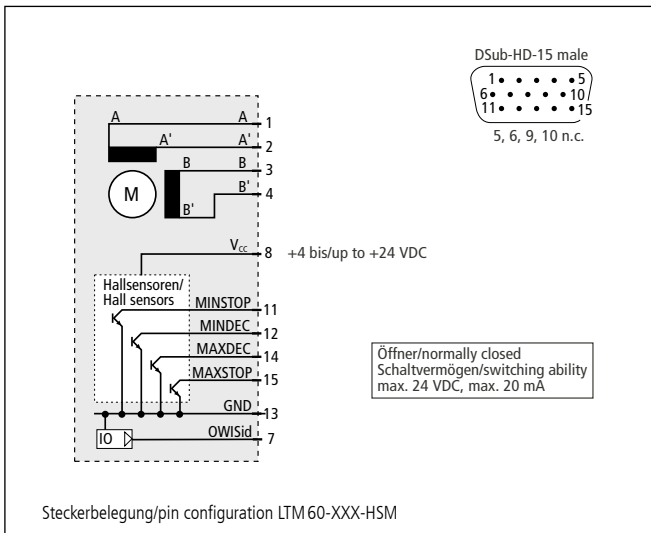 DSub-HD-15 male
1 5
6 10
11 15
5, 6, 9, 10 n.c.
A A 1
A' A' 2
B B 3
M
B' B' 4
Vcc 8 +4 bis/up to +24 VDC
Hallsensoren/
Hall sensors
MINSTOP 11
MINDEC 12
MAXDEC 14
MAXSTOP 15
GND 13
IO OWISid 7
Öffner/normally closed
Schaltvermögen/switching ability
max. 24 VDC, max. 20 mA
Steckerbelegung/pin configuration LTM60-XXX-HSM